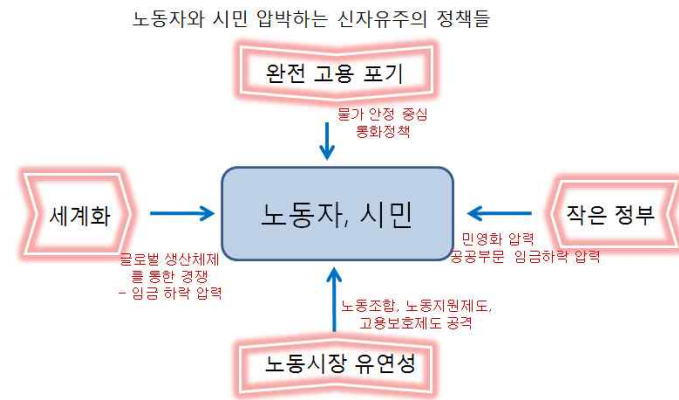 노동자와 시민 압박하는 신자유주의 정책들
완전 고용 포기
물가 안정 중심
통화정책
세계화
노동자, 시민
작은 정부
글로벌 생산체제
를 통한 경쟁
– 임금 하락 압력
민영화 압력
공공부문 임금하락 압력
노동조합, 노동지원제도,
고용보호제도 공격
노동시장 유연성